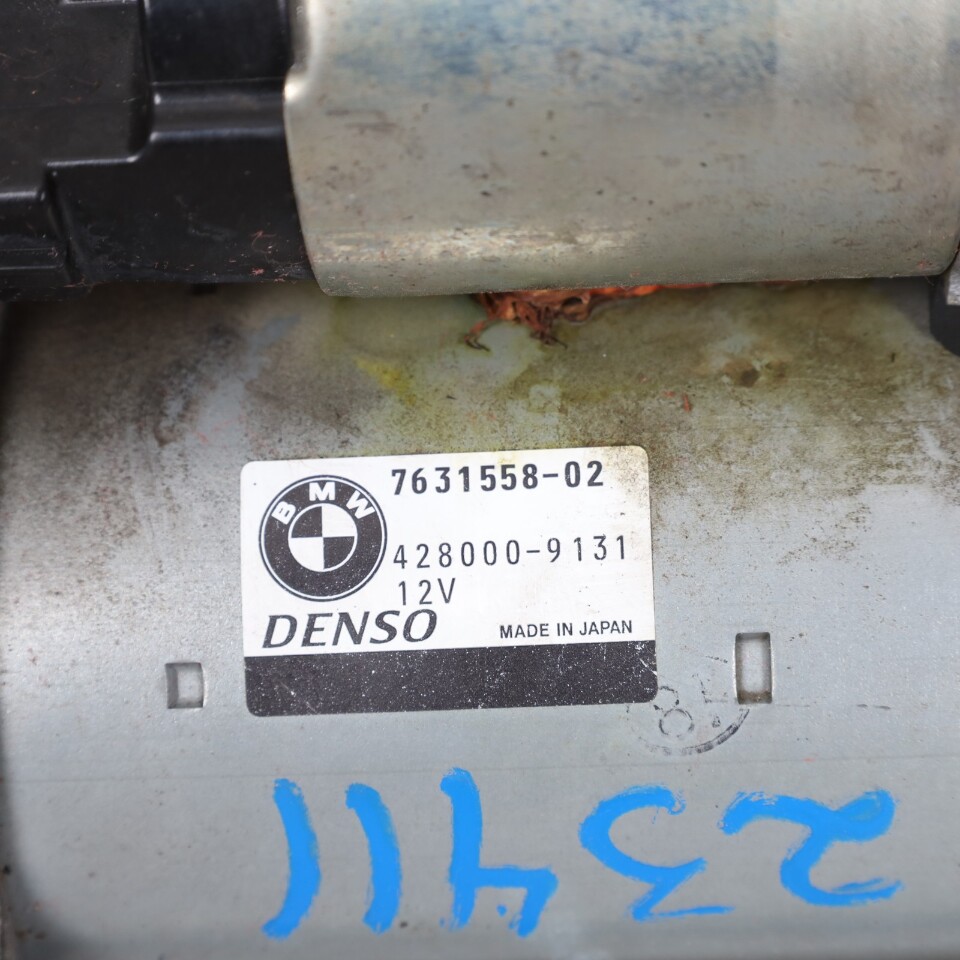 BMW
7631558-02
428000-9131
12V
DENSO
MADE IN JAPAN
23411